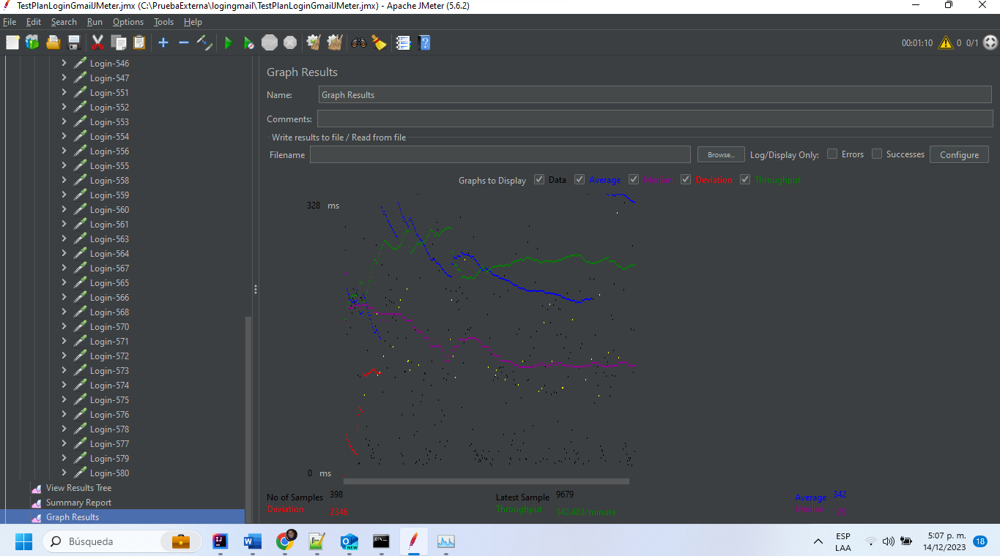 TestPlanLoginGmailJMeter.jmx (C:\PruebaExterna\logingmail\TestPlanLoginGmailJMeter.jmx) - Apache JMeter (5.6.2)
File Edit Search Run Options Tools Help
00:01:10 0 0/1
Login-546
Login-547
Login-551
Login-552
Login-553
Login-554
Login-556
Login-555
Login-558
Login-559
Login-560
Login-561
Login-563
Login-564
Login-567
Login-565
Login-566
Login-568
Login-570
Login-571
Login-572
Login-573
Login-574
Login-575
Login-576
Login-578
Login-577
Login-579
Login-580
View Results Tree
Summary Report
Graph Results
Graph Results
Name: Graph Results
Comments:
Write results to file / Read from file
Filename Browse... Log/Display Only: Errors Successes Configure
Graphs to Display Data Average Median Deviation Throughput
328 ms
0 ms
No of Samples 398 Latest Sample 9679 Average 342
Deviation 2346 Throughput 342.483/minute Median
Búsqueda
ESP
LAA
5:07 p. m.
14/12/2023
18